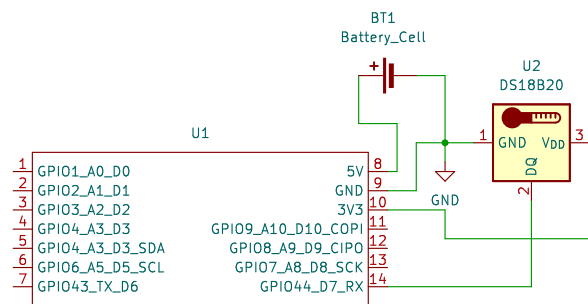 BT1
Battery_Cell
+
U2
DS18B20
U1
1 GND
VDD 3
DQ
2
GND
1 GPIO1_A0_D0
5V 8
2 GPIO2_A1_D1
GND 9
3 GPIO3_A2_D2
3V3 10
4 GPIO4_A3_D3
GPIO9_A10_D10_COPI 11
5 GPIO4_A3_D3_SDA
GPIO8_A9_D9_CIPO 12
6 GPIO6_A5_D5_SCL
GPIO7_A8_D8_SCK 13
7 GPIO43_TX_D6
GPIO44_D7_RX 14